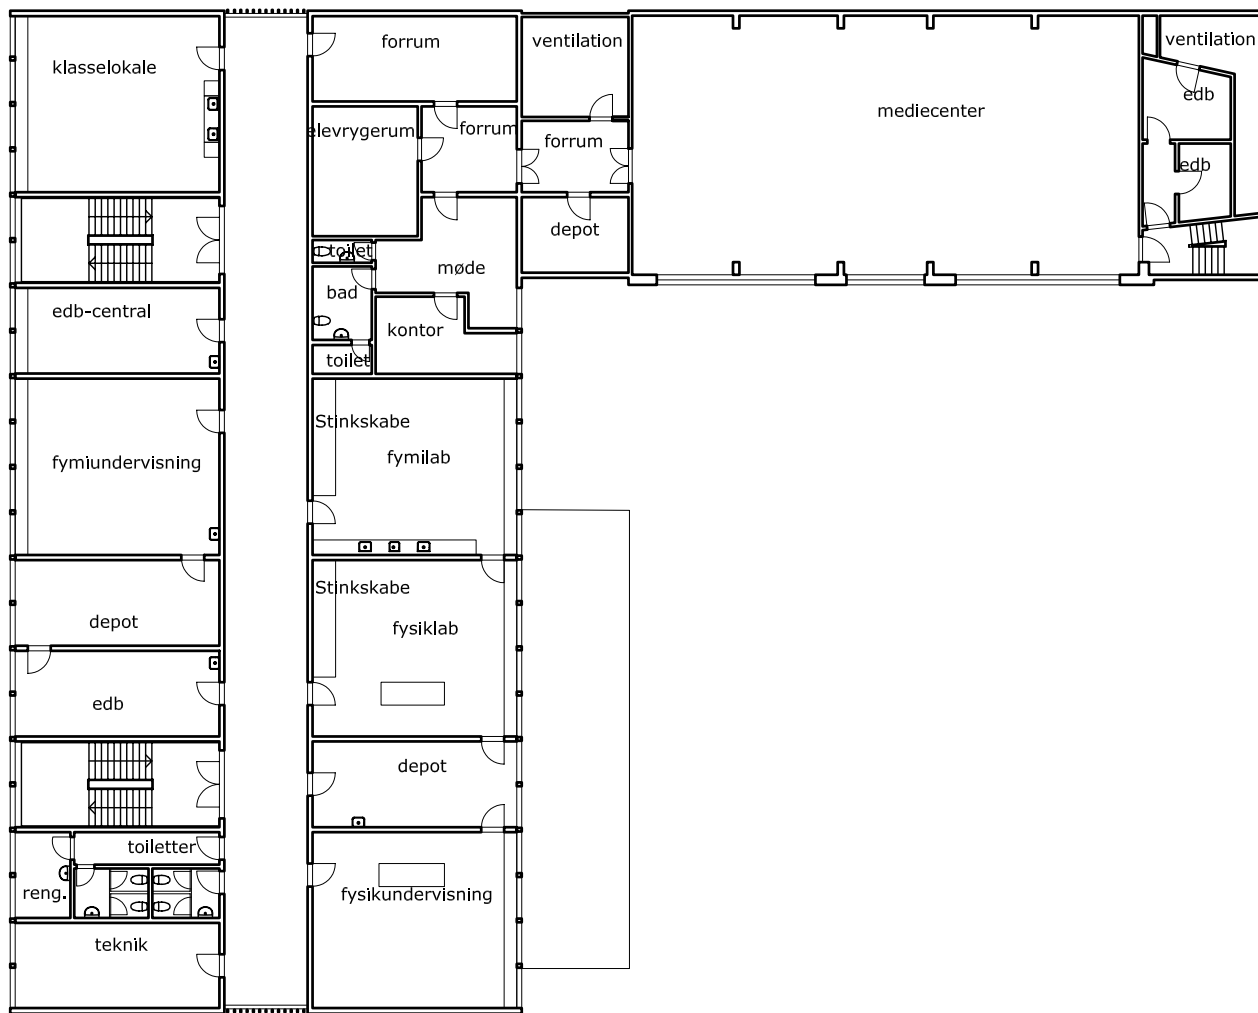 klasselokale
forrum
ventilation
mediecenter
ventilation
edb
elevrygerum
forrum
forrum
edb
depot
toilet
møde
bad
edb-central
kontor
toilet
Stinkskabe
fymiundervisning
fymilab
Stinkskabe
depot
fysiklab
edb
depot
toiletter
reng.
fysikundervisning
teknik